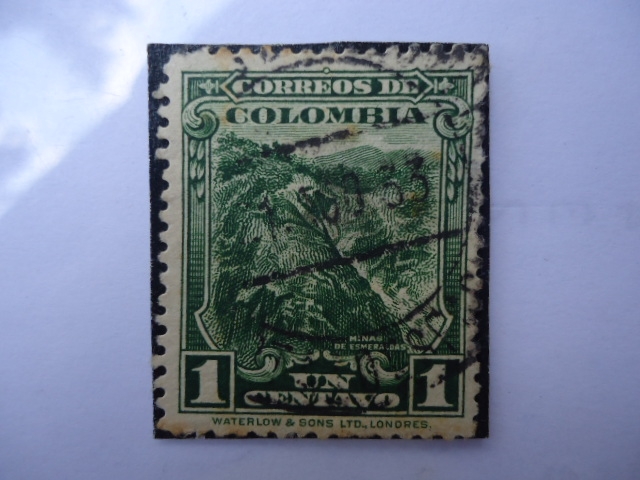 CORREOS DE
COLOMBIA
MINAS
DE ESMERALDAS
1 UN 1
CENTAVO
WATERLOW & SONS LTD., LONDRES.